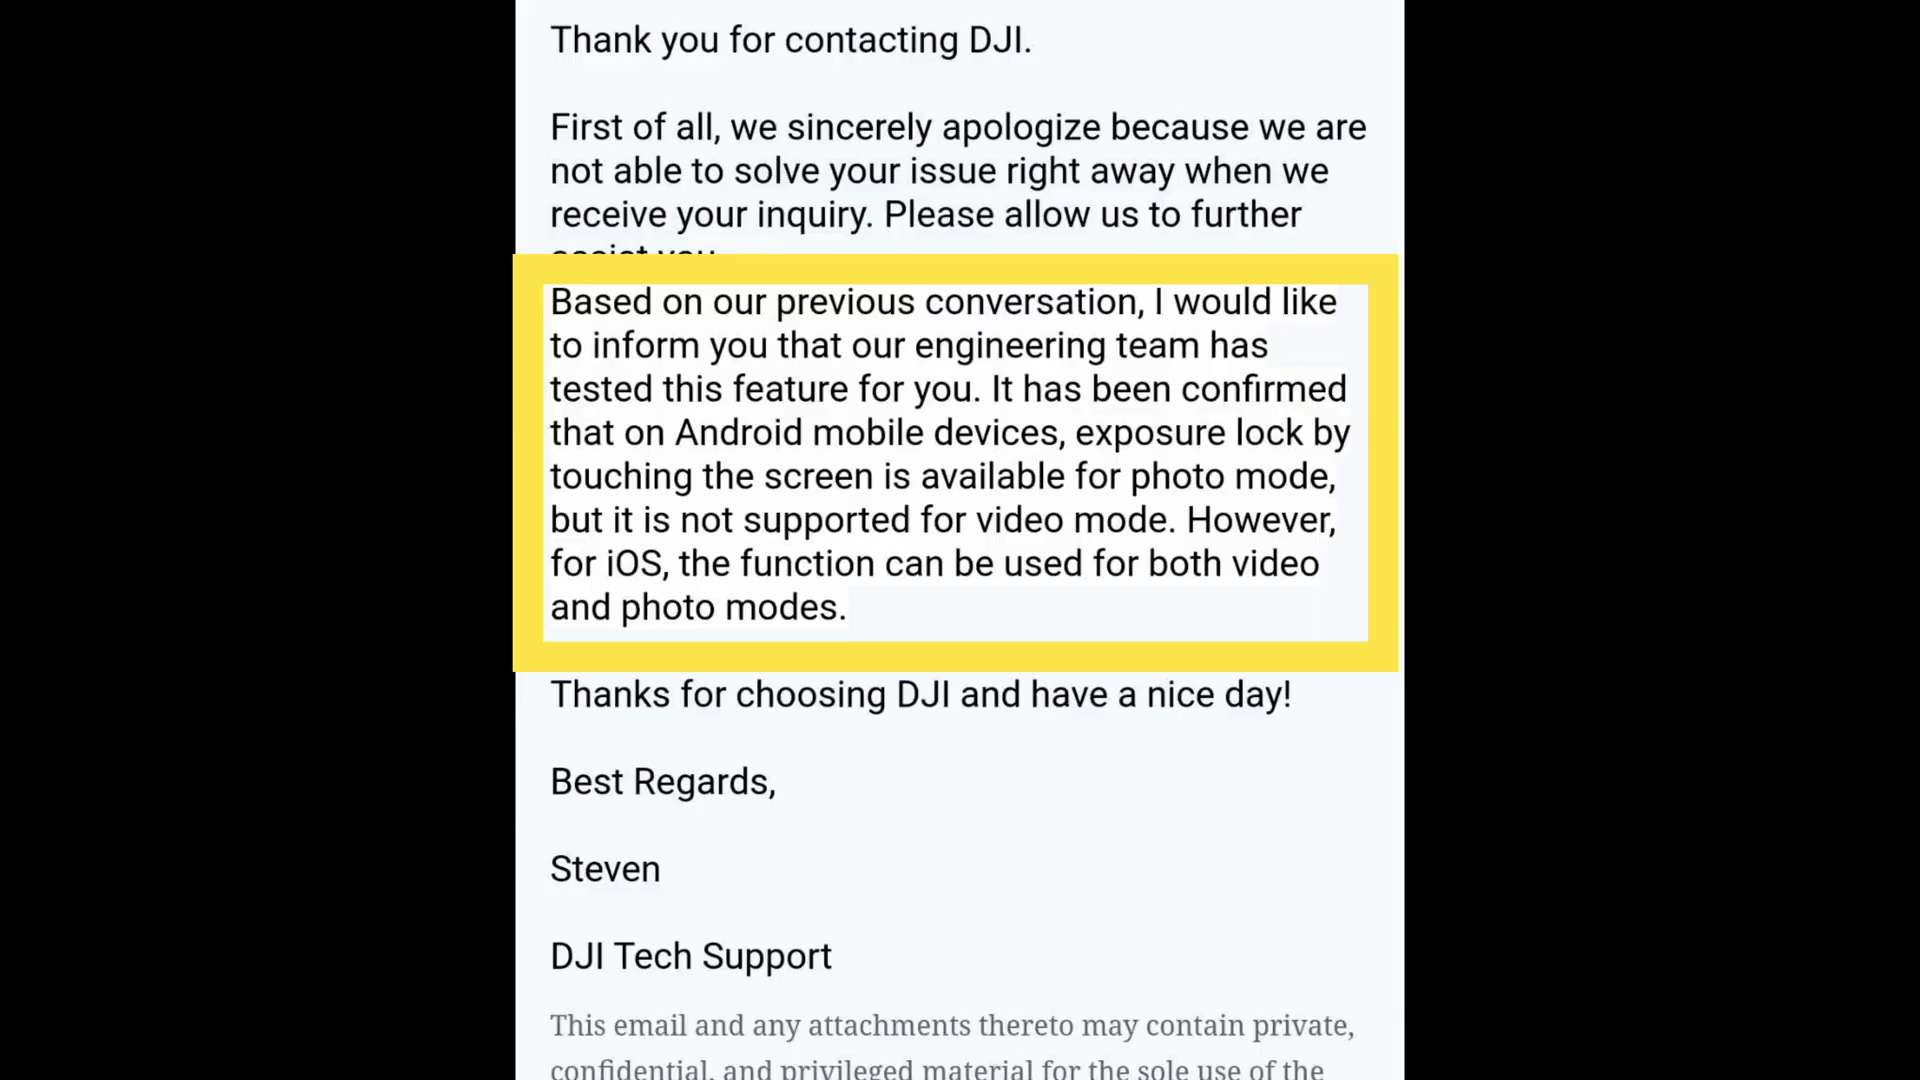 Thank you for contacting DJI.
First of all, we sincerely apologize because we are
not able to solve your issue right away when we
receive your inquiry. Please allow us to further
assist you.
Based on our previous conversation, I would like
to inform you that our engineering team has
tested this feature for you. It has been confirmed
that on Android mobile devices, exposure lock by
touching the screen is available for photo mode,
but it is not supported for video mode. However,
for iOS, the function can be used for both video
and photo modes.
Thanks for choosing DJI and have a nice day!
Best Regards,
Steven
DJI Tech Support
This email and any attachments thereto may contain private,
confidential, and privileged material for the sole use of the